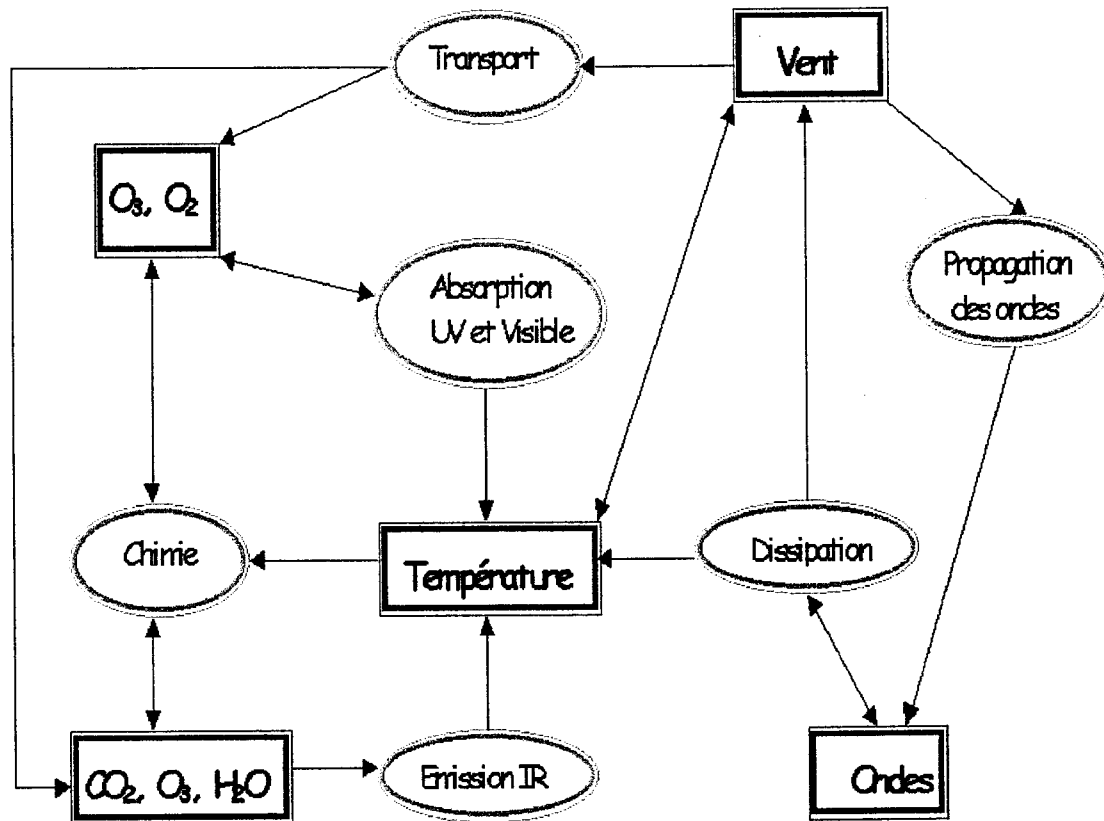 Transport
Vent
O₃, O₂
Absorption
UV et Visible
Propagation
des ondes
Chimie
Température
Dissipation
CO₂, O₃, H₂O
Emission IR
Ondes